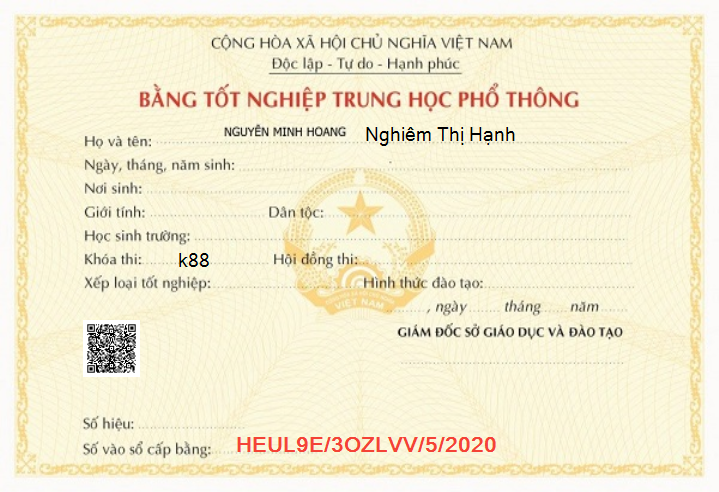 CỘNG HÒA XÃ HỘI CHỦ NGHĨA VIỆT NAM
Độc lập - Tự do - Hạnh phúc
BẰNG TỐT NGHIỆP TRUNG HỌC PHỔ THÔNG
Họ và tên: NGUYỄN MINH HOANG Nghiêm Thị Hạnh
Ngày, tháng, năm sinh:
Nơi sinh:
Giới tính: Dân tộc:
Học sinh trường:
Khóa thi: k88 Hội đồng thi:
Xếp loại tốt nghiệp: Hình thức đào tạo:
VIỆT NAM
, ngày tháng năm
GIÁM ĐỐC SỞ GIÁO DỤC VÀ ĐÀO TẠO
Số hiệu:
Số vào sổ cấp bằng: HEUL9E/3OZLVV/5/2020